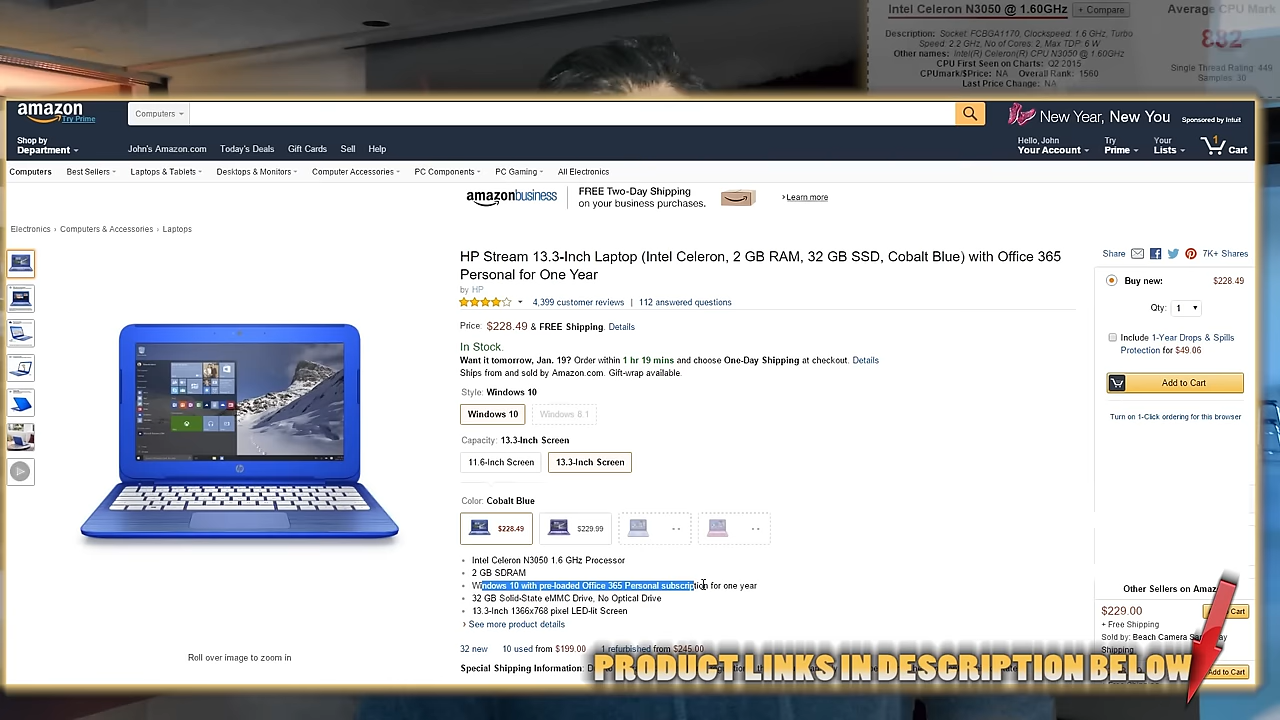 Intel Celeron N3050 @ 1.60GHz
+ Compare
Average CPU Mark
Description: Socket: FCBGA1170, Clockspeed: 1.6 GHz, Turbo
Speed: 2.2 GHz, No of Cores: 2, Max TDP: 6 W
Other names: Intel(R) Celeron(R) CPU N3050 @ 1.60GHz
CPU First Seen on Charts: Q2 2015
CPUmark/$Price: NA Overall Rank: 1560
Last Price Change: NA
882
Single Thread Rating: 449
Samples: 30
amazon
Try Prime
Computers
New Year, New You
Sponsored by Intuit
Shop by
Department
John's Amazon.com Today's Deals Gift Cards Sell Help
Hello, John
Your Account
Try
Prime
Your
Lists
1
Cart
Computers Best Sellers Laptops & Tablets Desktops & Monitors Computer Accessories PC Components PC Gaming All Electronics
amazonbusiness
FREE Two-Day Shipping
on your business purchases.
› Learn more
Electronics › Computers & Accessories › Laptops
HP Stream 13.3-Inch Laptop (Intel Celeron, 2 GB RAM, 32 GB SSD, Cobalt Blue) with Office 365
Personal for One Year
by HP
4,399 customer reviews | 112 answered questions
Price: $228.49 & FREE Shipping. Details
In Stock.
Want it tomorrow, Jan. 19? Order within 1 hr 19 mins and choose One-Day Shipping at checkout. Details
Ships from and sold by Amazon.com. Gift-wrap available.
Style: Windows 10
Windows 10
Windows 8.1
Capacity: 13.3-Inch Screen
11.6-Inch Screen
13.3-Inch Screen
Color: Cobalt Blue
$228.49
$229.99
- -
- -
• Intel Celeron N3050 1.6 GHz Processor
• 2 GB SDRAM
• Windows 10 with pre-loaded Office 365 Personal subscription for one year
• 32 GB Solid-State eMMC Drive, No Optical Drive
• 13.3-Inch 1366x768 pixel LED-lit Screen
› See more product details
32 new 10 used from $199.00 1 refurbished from $245.00
Special Shipping Information:
Roll over image to zoom in
Share
7K+ Shares
Buy new:
$228.49
Qty: 1
Include 1-Year Drops & Spills
Protection for $49.06
Add to Cart
Turn on 1-Click ordering for this browser
Other Sellers on Amaz
$229.00
Cart
+ Free Shipping
Sold by: Beach Camera
Shipping
Cart
PRODUCT LINKS IN DESCRIPTION BELOW